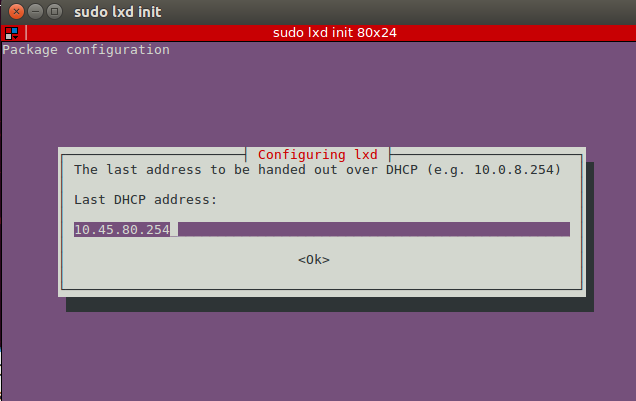 sudo lxd init
sudo lxd init 80x24
Package configuration
Configuring lxd
The last address to be handed out over DHCP (e.g. 10.0.8.254)
Last DHCP address:
10.45.80.254
<Ok>